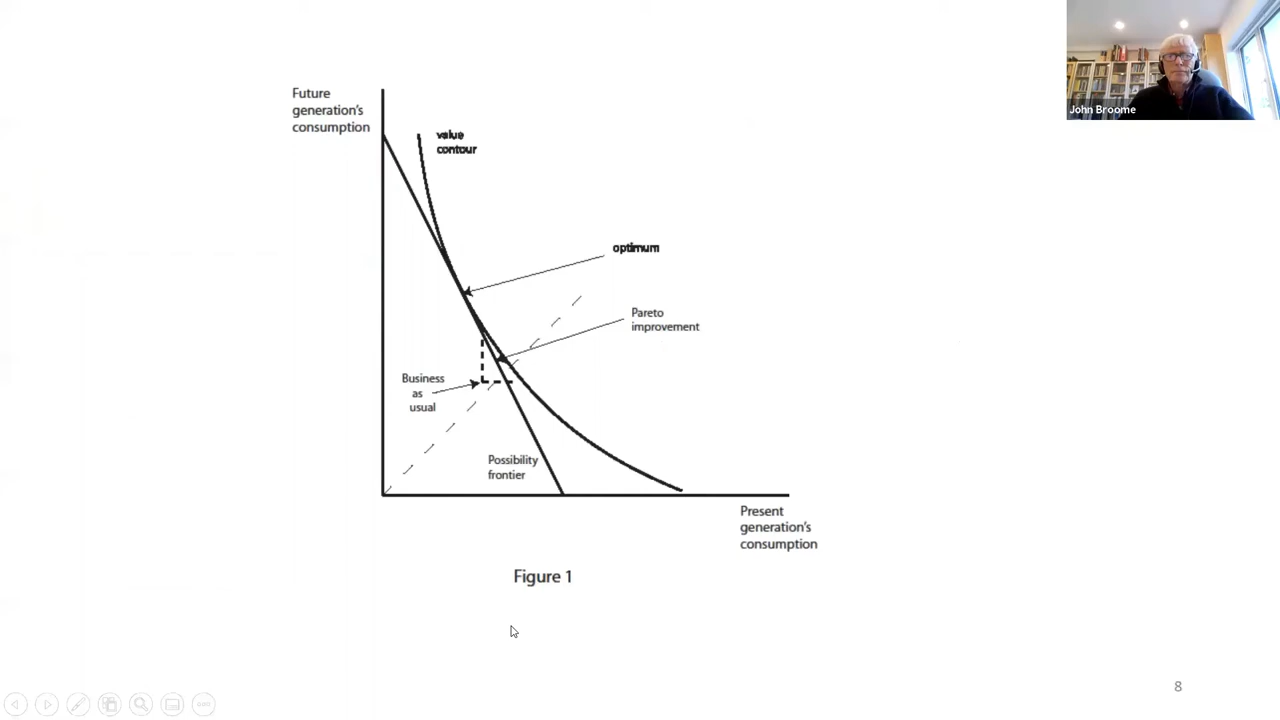 John Broome
Future
generation's
consumption
value
contour
optimum
Pareto
improvement
Business
as
usual
Possibility
frontier
Present
generation's
consumption
Figure 1
8